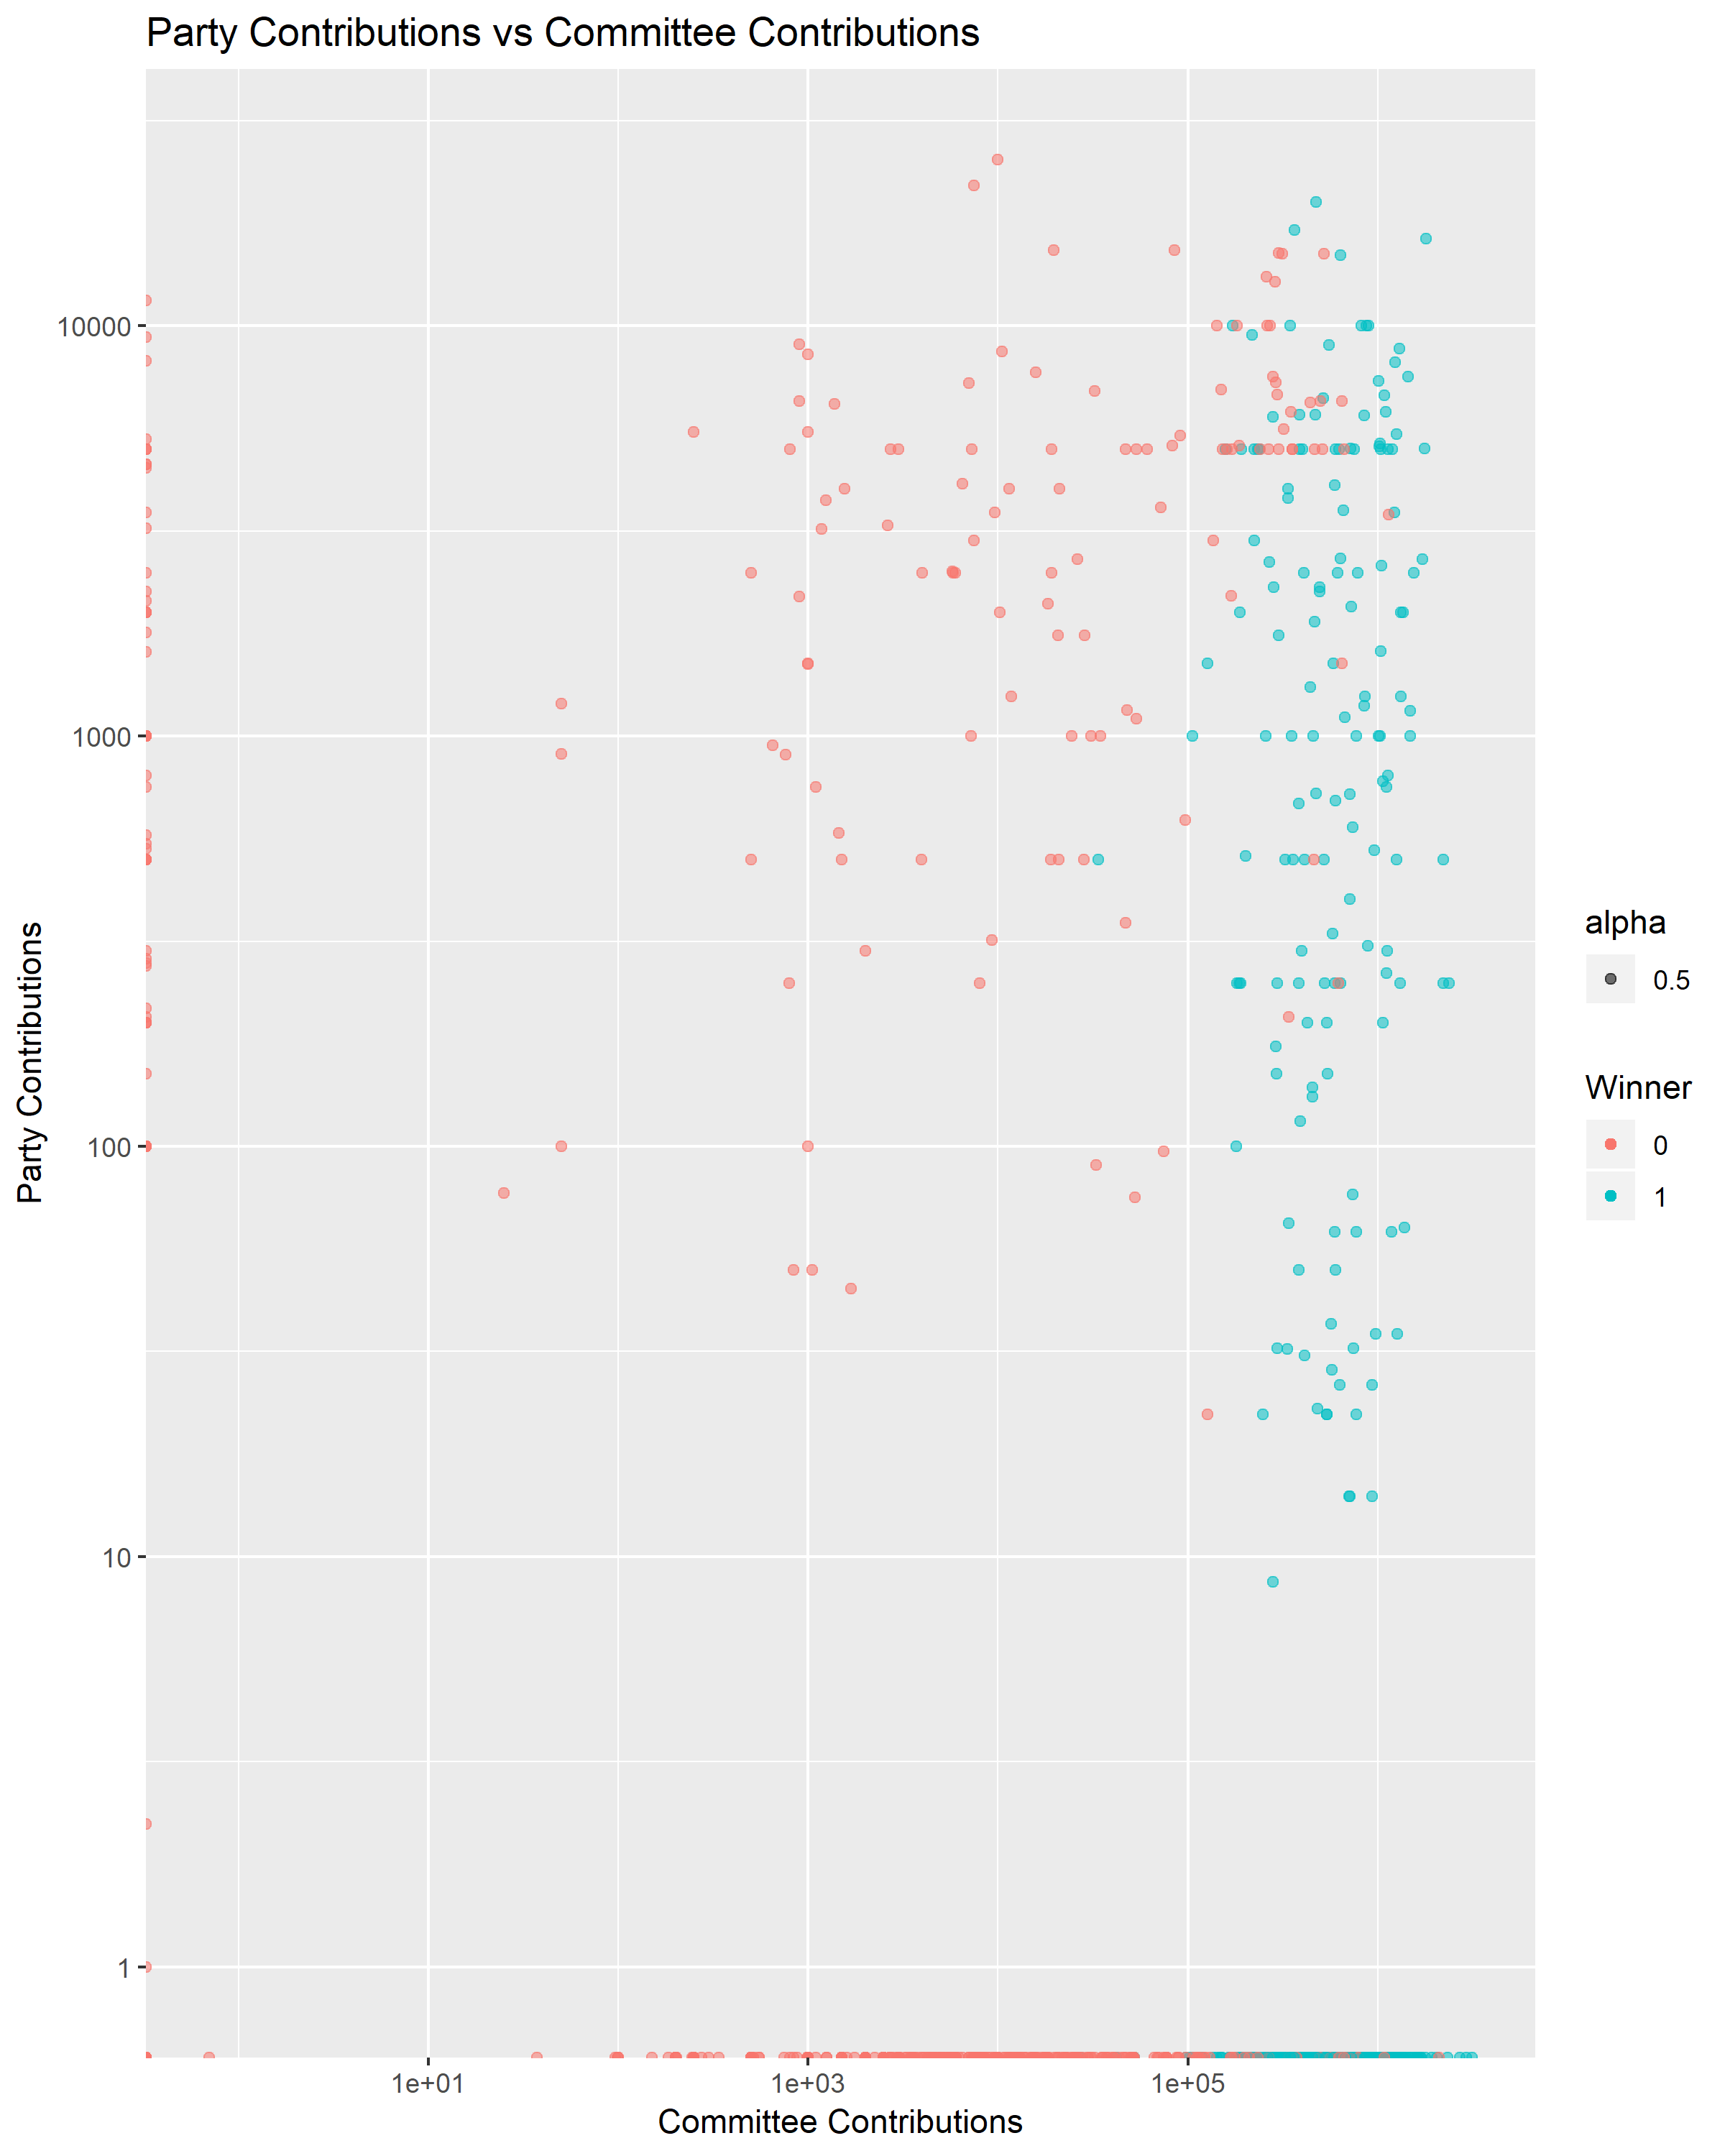 Party Contributions vs Committee Contributions
10000
1000
100
10
1
Party Contributions
1e+01
1e+03
1e+05
Committee Contributions
alpha
0.5
Winner
0
1